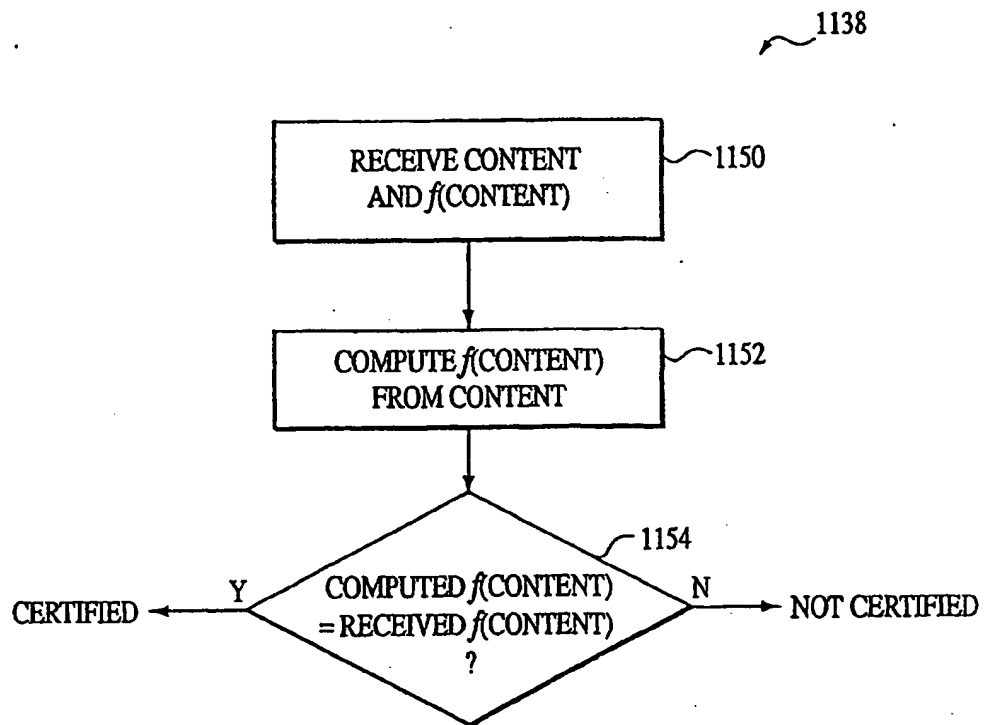 1138
RECEIVE CONTENT
AND f(CONTENT)
1150
COMPUTE f(CONTENT)
FROM CONTENT
1152
1154
Y
COMPUTED f(CONTENT)
= RECEIVED f(CONTENT)
?
N
CERTIFIED
NOT CERTIFIED